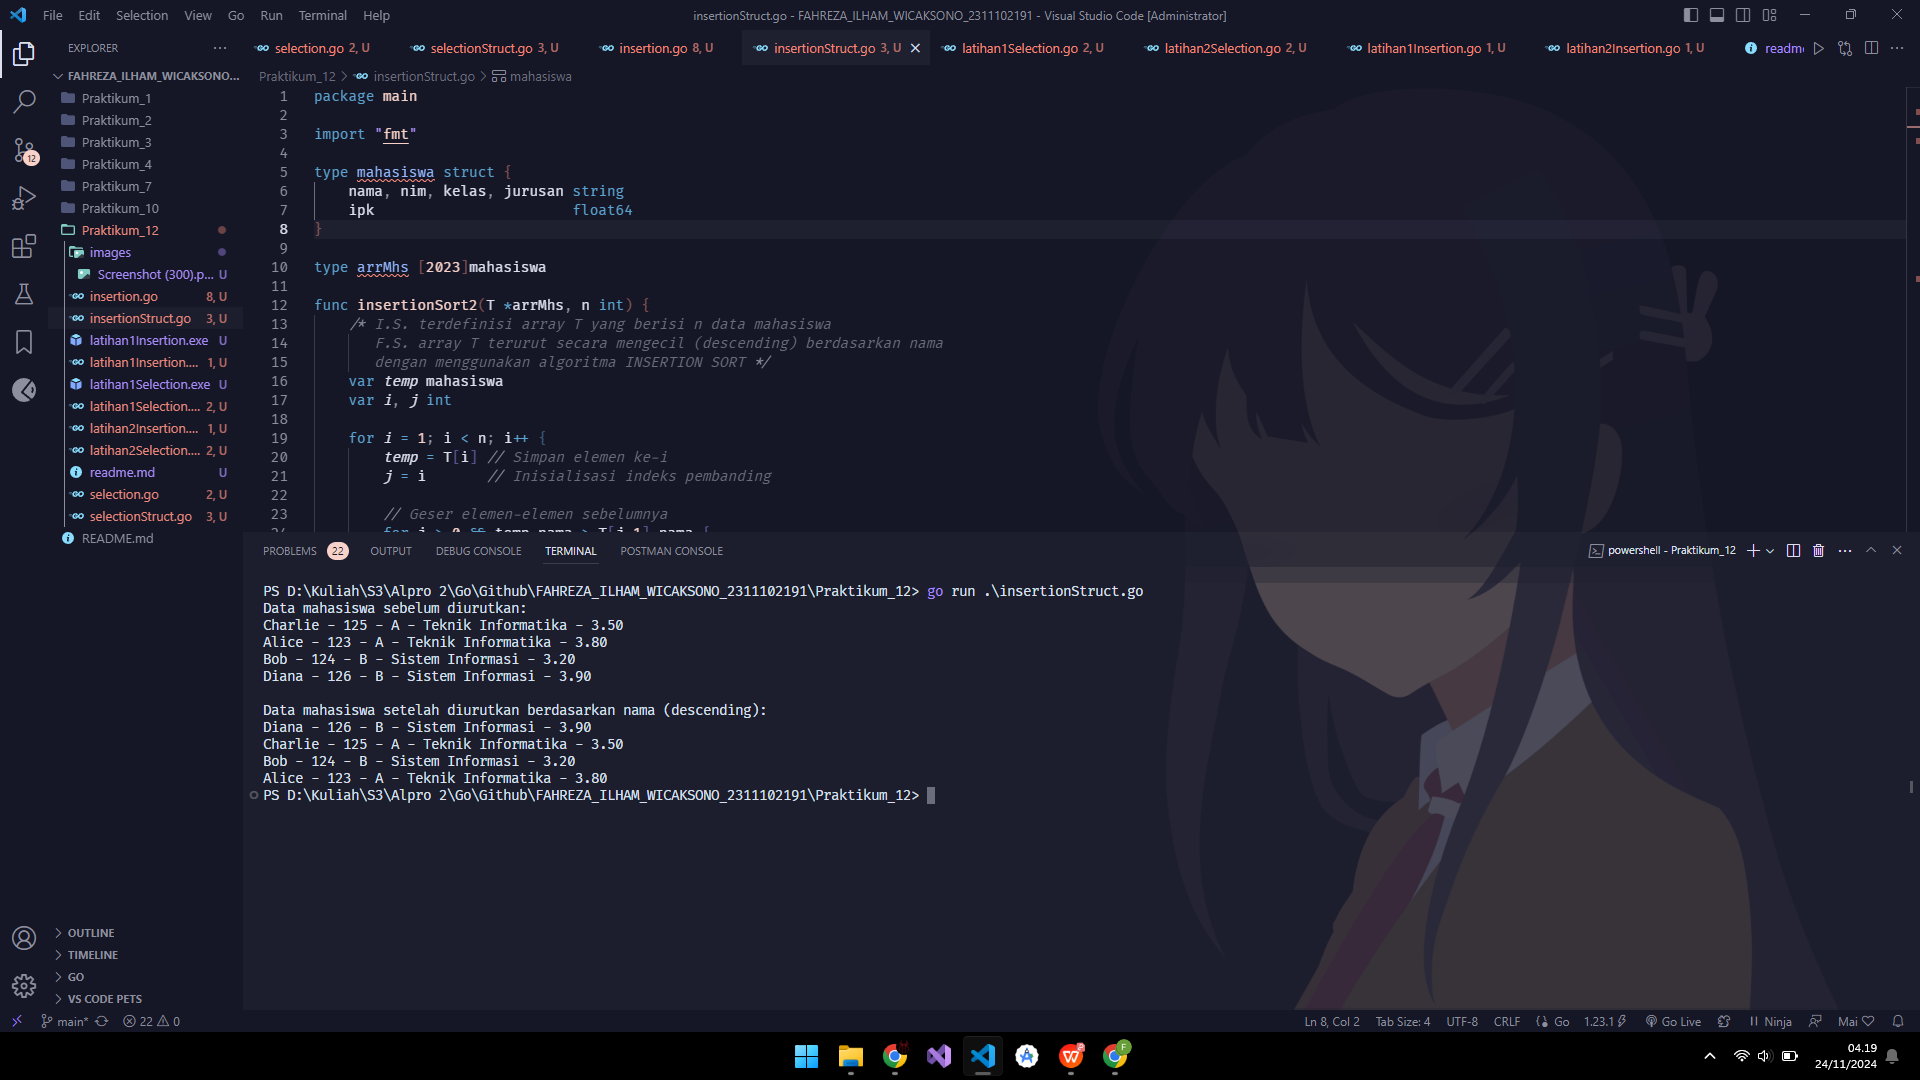 File Edit Selection View Go Run Terminal Help
insertionStruct.go - FAHREZA_ILHAM_WICAKSONO_2311102191 - Visual Studio Code [Administrator]
EXPLORER
selection.go 2, U
selectionStruct.go 3, U
insertion.go 8, U
insertionStruct.go 3, U
latihan1Selection.go 2, U
latihan2Selection.go 2, U
latihan1Insertion.go 1, U
latihan2Insertion.go 1, U
readm
FAHREZA_ILHAM_WICAKSONO...
Praktikum_1
Praktikum_2
Praktikum_3
Praktikum_4
Praktikum_7
Praktikum_10
Praktikum_12
images
Screenshot (300).p... U
insertion.go 8, U
insertionStruct.go 3, U
latihan1Insertion.exe U
latihan1Insertion.... 1, U
latihan1Selection.exe U
latihan1Selection.... 2, U
latihan2Insertion.... 1, U
latihan2Selection.... 2, U
readme.md U
selection.go 2, U
selectionStruct.go 3, U
README.md
12
OUTLINE
TIMELINE
GO
VS CODE PETS
Praktikum_12 > insertionStruct.go > mahasiswa
1 package main
2
3 import "fmt"
4
5 type mahasiswa struct {
6 nama, nim, kelas, jurusan string
7 ipk float64
8 }
9
10 type arrMhs [2023]mahasiswa
11
12 func insertionSort2(T *arrMhs, n int) {
13 /* I.S. terdefinisi array T yang berisi n data mahasiswa
14 F.S. array T terurut secara mengecil (descending) berdasarkan nama
15 dengan menggunakan algoritma INSERTION SORT */
16 var temp mahasiswa
17 var i, j int
18
19 for i = 1; i < n; i++ {
20 temp = T[i] // Simpan elemen ke-i
21 j = i // Inisialisasi indeks pembanding
22
23 // Geser elemen-elemen sebelumnya
24 for j > 0 && temp.nama > T[j-1].nama {
PROBLEMS 22 OUTPUT DEBUG CONSOLE TERMINAL POSTMAN CONSOLE
powershell - Praktikum_12
PS D:\Kuliah\S3\Alpro 2\Go\Github\FAHREZA_ILHAM_WICAKSONO_2311102191\Praktikum_12> go run .\insertionStruct.go
Data mahasiswa sebelum diurutkan:
Charlie - 125 - A - Teknik Informatika - 3.50
Alice - 123 - A - Teknik Informatika - 3.80
Bob - 124 - B - Sistem Informasi - 3.20
Diana - 126 - B - Sistem Informasi - 3.90
Data mahasiswa setelah diurutkan berdasarkan nama (descending):
Diana - 126 - B - Sistem Informasi - 3.90
Charlie - 125 - A - Teknik Informatika - 3.50
Bob - 124 - B - Sistem Informasi - 3.20
Alice - 123 - A - Teknik Informatika - 3.80
PS D:\Kuliah\S3\Alpro 2\Go\Github\FAHREZA_ILHAM_WICAKSONO_2311102191\Praktikum_12>
main* 22 0
Ln 8, Col 2 Tab Size: 4 UTF-8 CRLF Go 1.23.1 Go Live Ninja Mai
04.19
24/11/2024